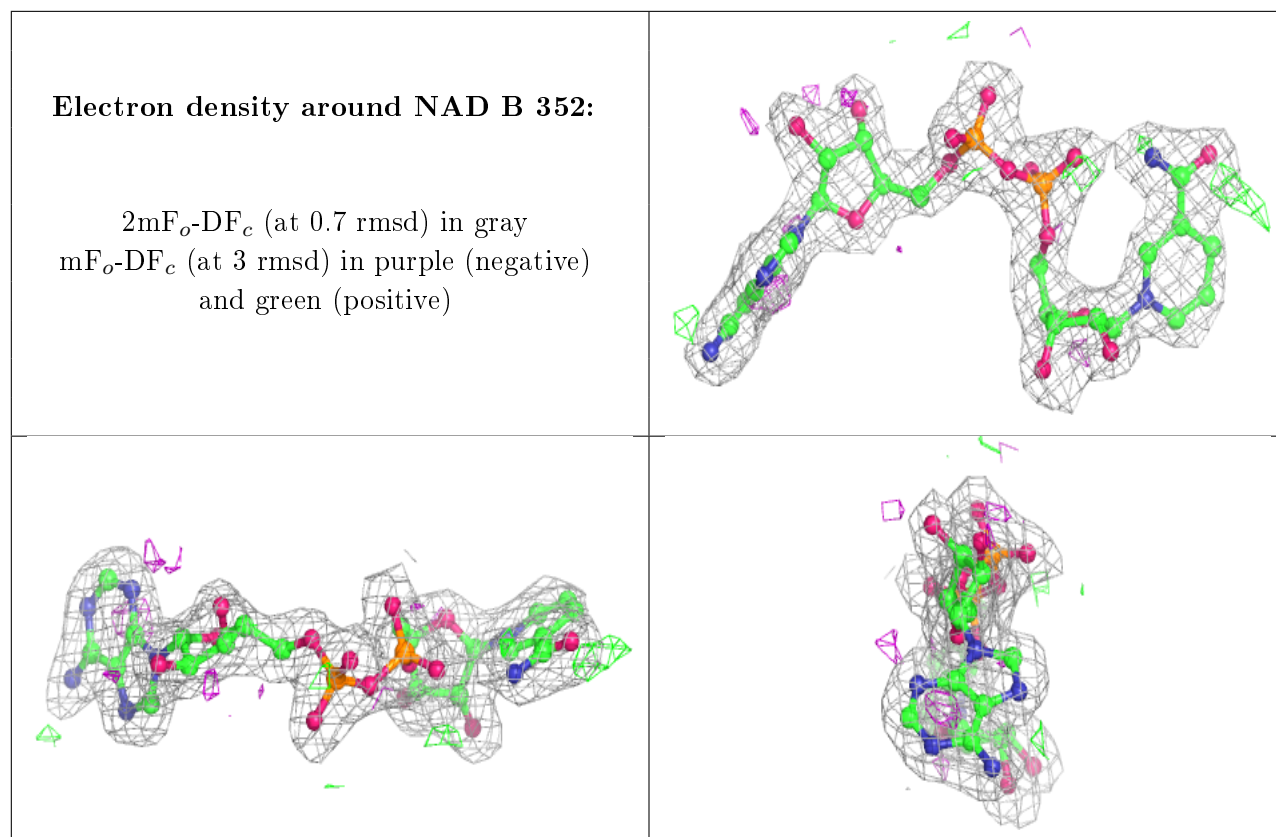 Electron density around NAD B 352:
2mFo-DFc (at 0.7 rmsd) in gray
mFo-DFc (at 3 rmsd) in purple (negative)
and green (positive)